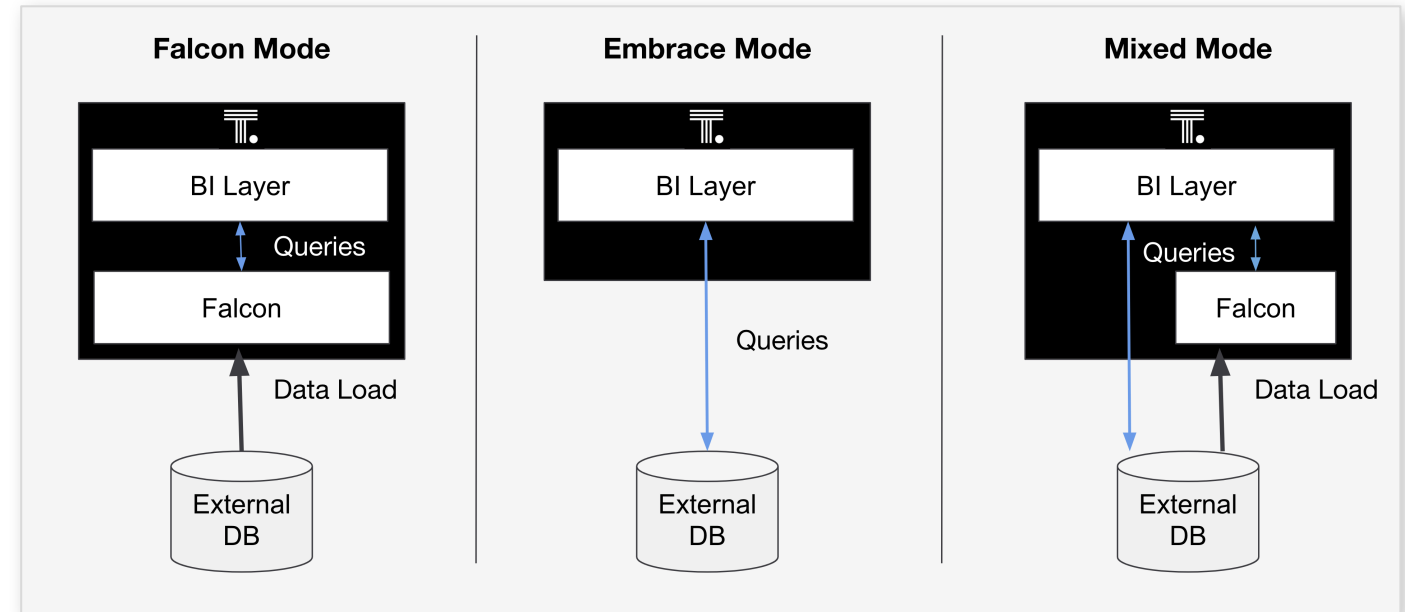 Falcon Mode
BI Layer
Queries
Falcon
Data Load
External
DB
Embrace Mode
BI Layer
Queries
External
DB
Mixed Mode
BI Layer
Queries
Falcon
Data Load
External
DB